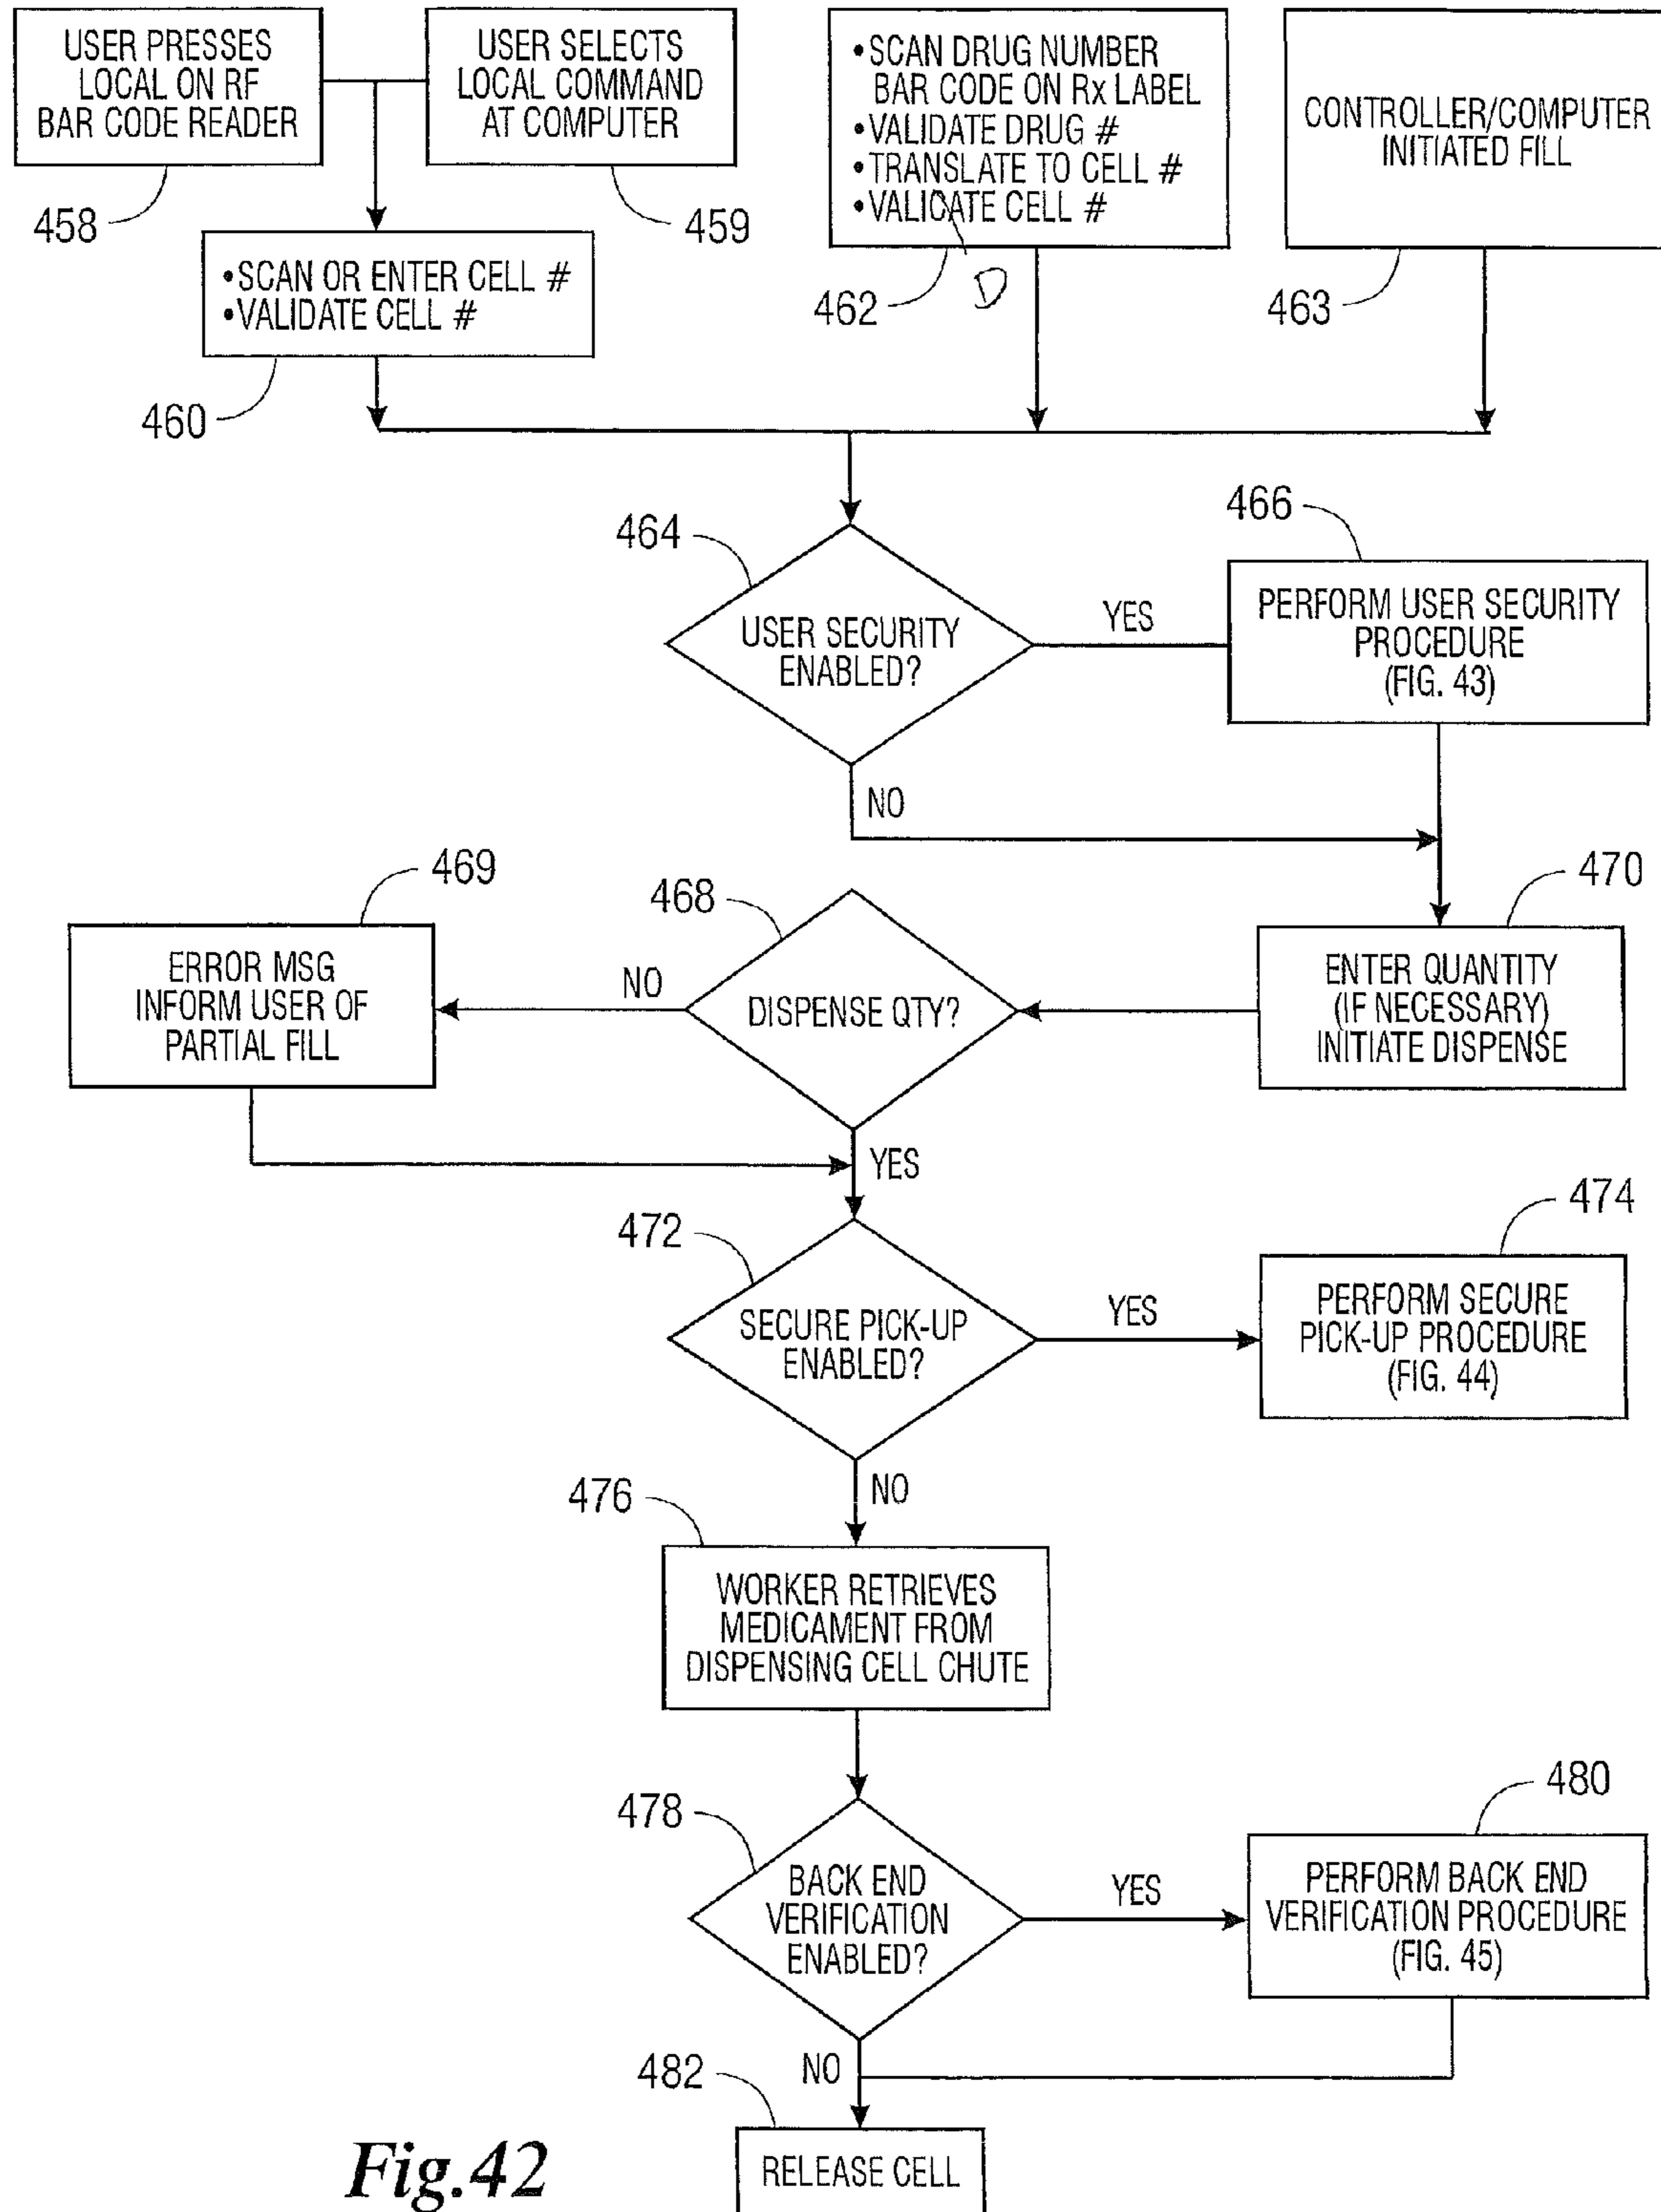 USER PRESSES
LOCAL ON RF
BAR CODE READER
458
USER SELECTS
LOCAL COMMAND
AT COMPUTER
459
•SCAN DRUG NUMBER
BAR CODE ON Rx LABEL
•VALIDATE DRUG #
•TRANSLATE TO CELL #
•VALICATE CELL #
D
462
CONTROLLER/COMPUTER
INITIATED FILL
463
•SCAN OR ENTER CELL #
•VALIDATE CELL #
460
464
USER SECURITY
ENABLED?
YES
NO
466
PERFORM USER SECURITY
PROCEDURE
(FIG. 43)
469
ERROR MSG
INFORM USER OF
PARTIAL FILL
NO
468
DISPENSE QTY?
YES
470
ENTER QUANTITY
(IF NECESSARY)
INITIATE DISPENSE
472
SECURE PICK-UP
ENABLED?
YES
NO
474
PERFORM SECURE
PICK-UP PROCEDURE
(FIG. 44)
476
WORKER RETRIEVES
MEDICAMENT FROM
DISPENSING CELL CHUTE
478
BACK END
VERIFICATION
ENABLED?
YES
NO
480
PERFORM BACK END
VERIFICATION PROCEDURE
(FIG. 45)
482
RELEASE CELL
Fig.42